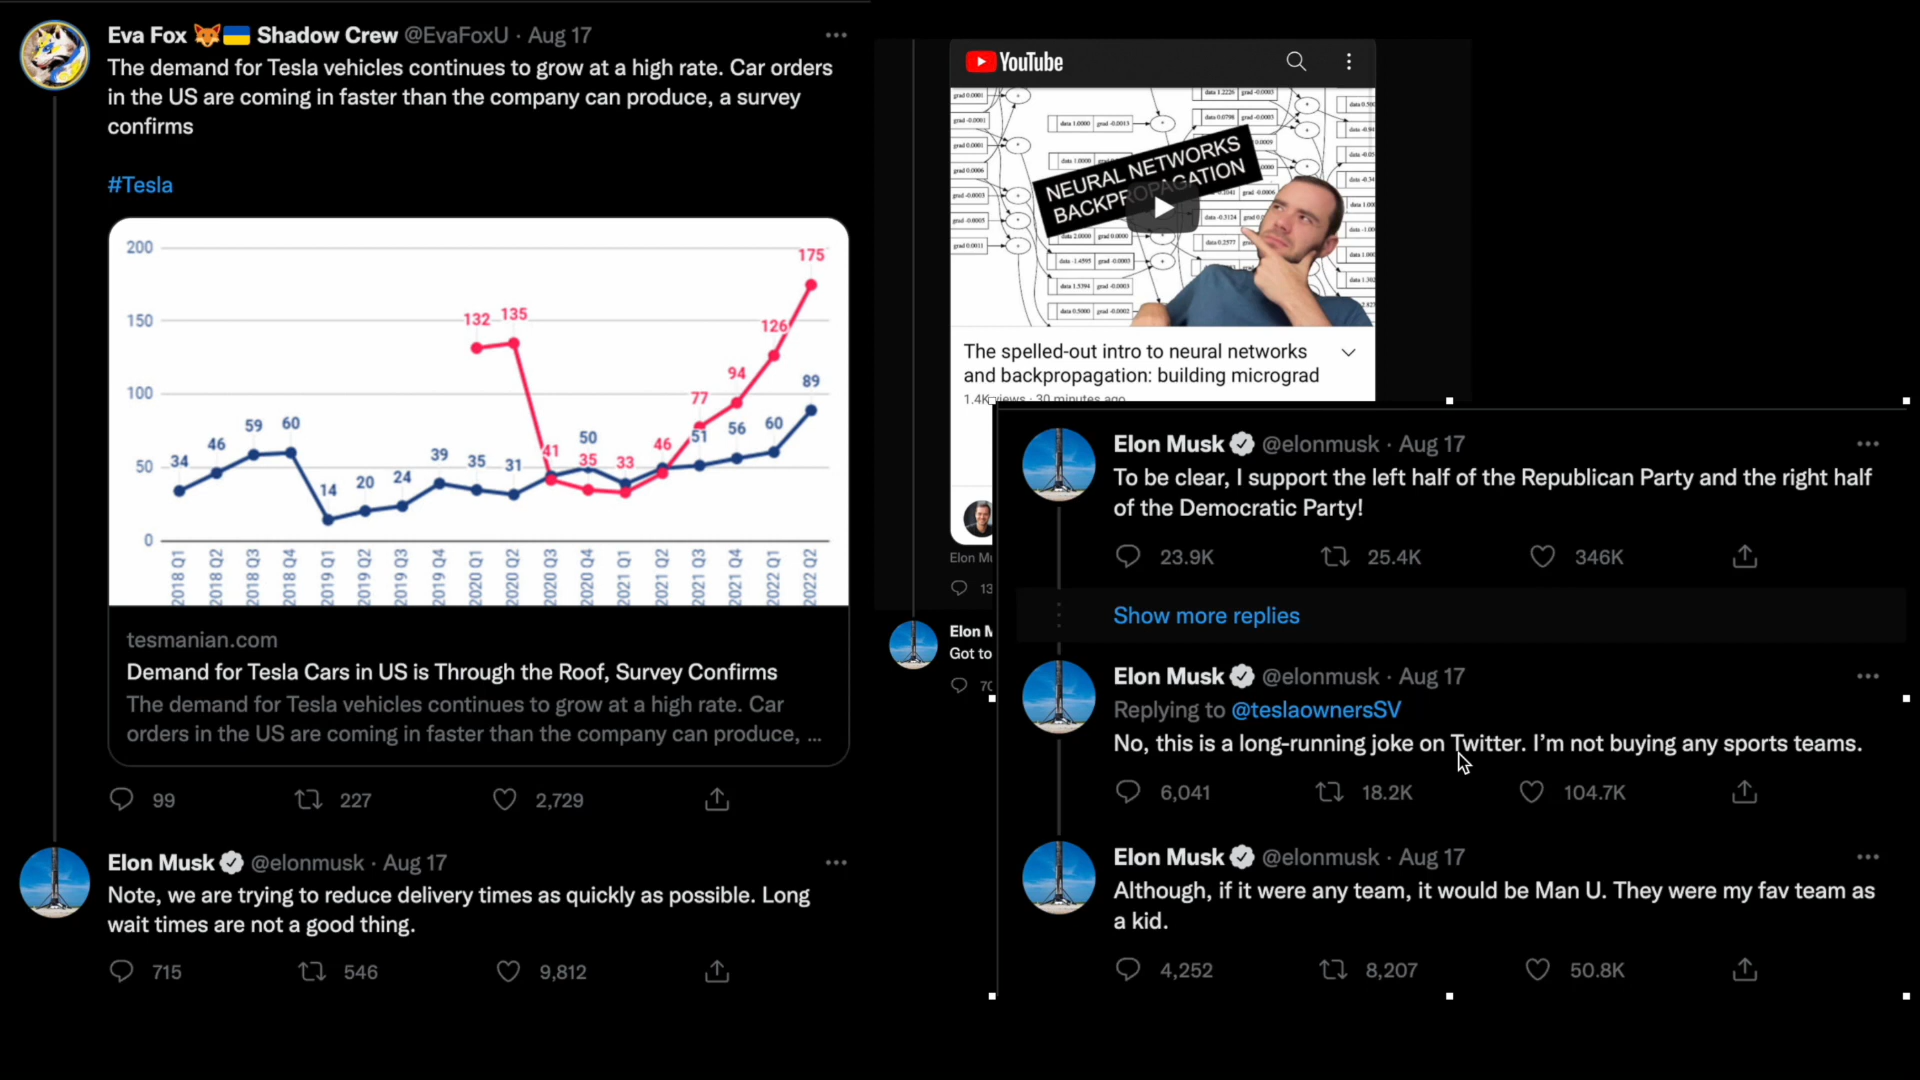 Eva Fox 🦊🇺🇦 Shadow Crew @EvaFoxU · Aug 17
The demand for Tesla vehicles continues to grow at a high rate. Car orders
in the US are coming in faster than the company can produce, a survey
confirms
#Tesla
200
175
150
132 135
126
100
94
89
77
34 46 59 60
14 20 24 39 35 31
41 50 35 33 46 51 56 60
50
0
2018 Q1
2018 Q2
2018 Q3
2018 Q4
2019 Q1
2019 Q2
2019 Q3
2019 Q4
2020 Q1
2020 Q2
2020 Q3
2020 Q4
2021 Q1
2021 Q2
2021 Q3
2021 Q4
2022 Q1
2022 Q2
tesmanian.com
Demand for Tesla Cars in US is Through the Roof, Survey Confirms
The demand for Tesla vehicles continues to grow at a high rate. Car
orders in the US are coming in faster than the company can produce, ...
99 227 2,729
Elon Musk @elonmusk · Aug 17
Note, we are trying to reduce delivery times as quickly as possible. Long
wait times are not a good thing.
715 546 9,812
YouTube
NEURAL NETWORKS
BACKPROPAGATION
The spelled-out intro to neural networks
and backpropagation: building micrograd
1.4K views · 30 minutes ago
Elon Mu
13
Elon M
Got to
70
Elon Musk @elonmusk · Aug 17
To be clear, I support the left half of the Republican Party and the right half
of the Democratic Party!
23.9K 25.4K 346K
Show more replies
Elon Musk @elonmusk · Aug 17
Replying to @teslaownersSV
No, this is a long-running joke on Twitter. I'm not buying any sports teams.
6,041 18.2K 104.7K
Elon Musk @elonmusk · Aug 17
Although, if it were any team, it would be Man U. They were my fav team as
a kid.
4,252 8,207 50.8K